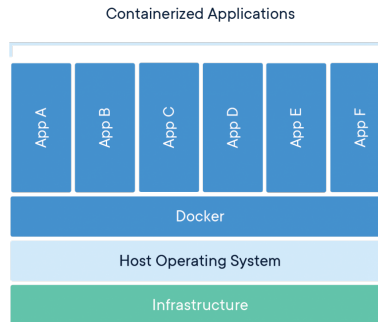 Containerized Applications
App A
App B
App C
App D
App E
App F
Docker
Host Operating System
Infrastructure